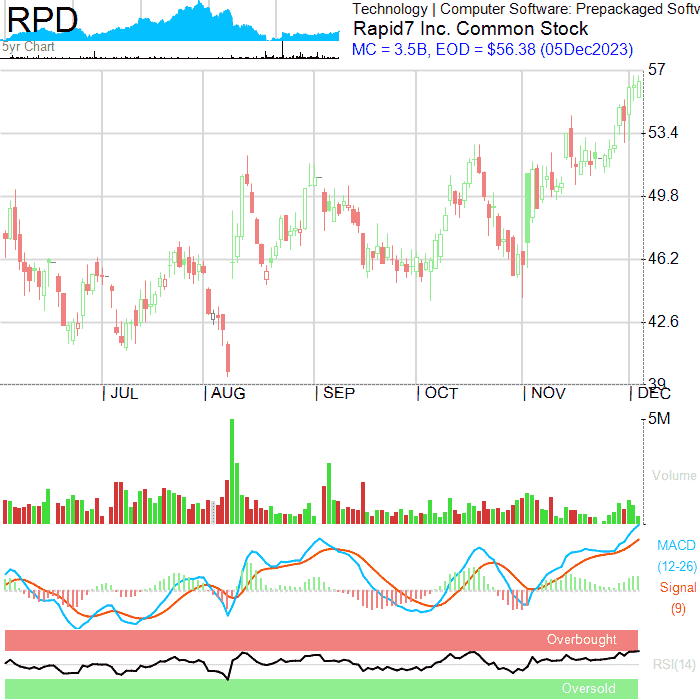 RPD
5yr Chart
Technology | Computer Software: Prepackaged Softw
Rapid7 Inc. Common Stock
MC = 3.5B, EOD = $56.38 (05Dec2023)
57
53.4
49.8
46.2
42.6
39
| JUL | AUG | SEP | OCT | NOV | DEC
5M
Volume
MACD
(12-26)
Signal
(9)
Overbought
RSI(14)
Oversold